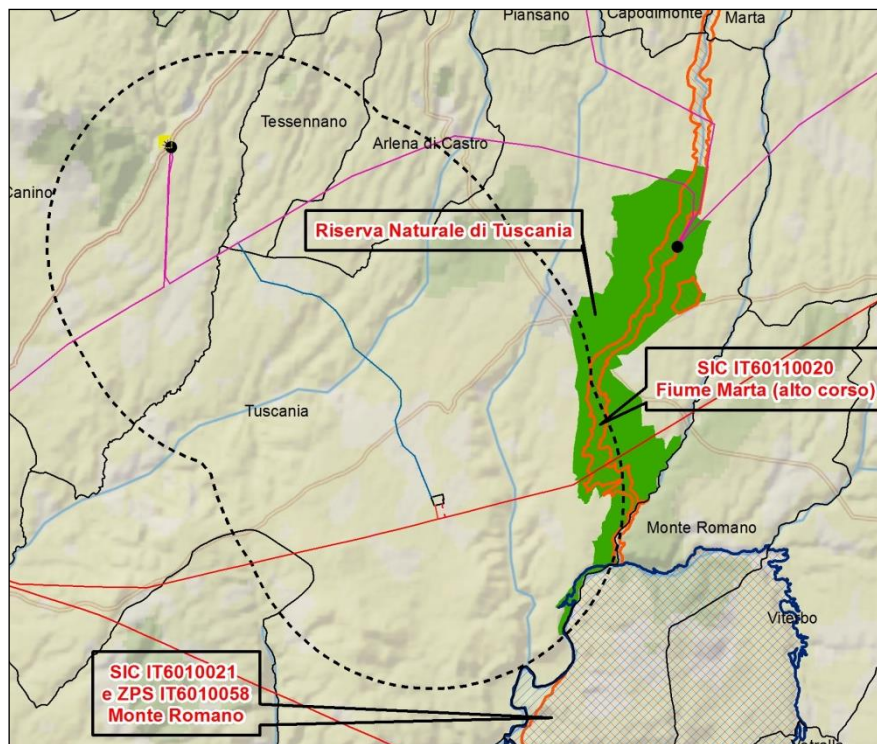 Piansano
Capodimonte
Marta
Tessennano
Arlena di Castro
Canino
Riserva Naturale di Tuscania
SIC IT60110020
Fiume Marta (alto corso)
Tuscania
Monte Romano
Viterbo
SIC IT6010021
e ZPS IT6010058
Monte Romano